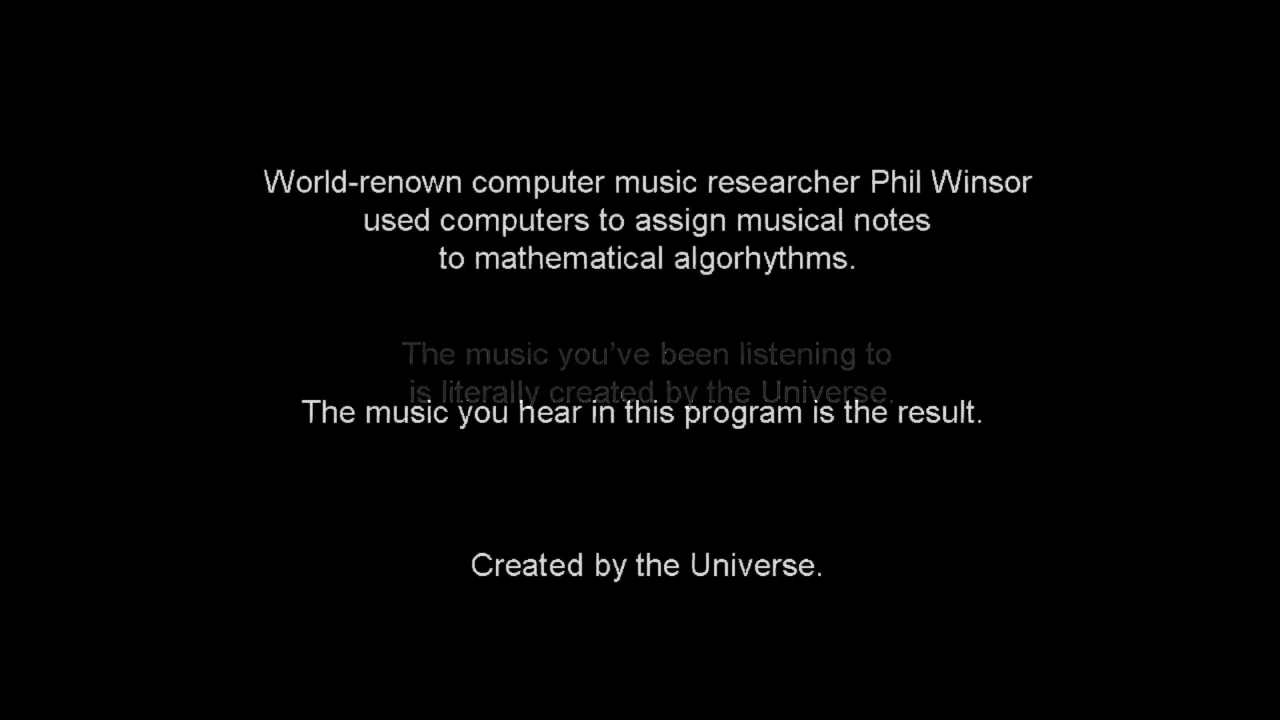 World-renown computer music researcher Phil Winsor
used computers to assign musical notes
to mathematical algorhythms.
The music you've been listening to
is literally created by the Universe.
The music you hear in this program is the result.
Created by the Universe.